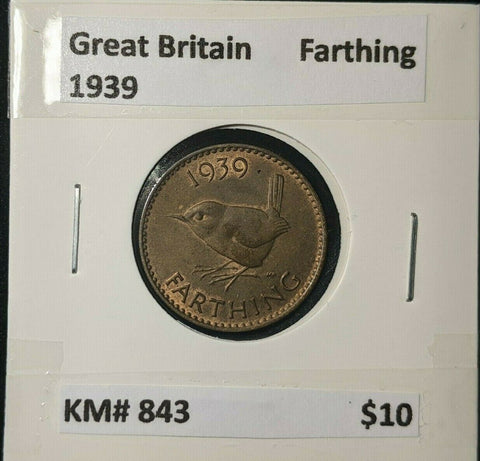 Great Britain Farthing
1939
1939
FARTHING
KM# 843 $10